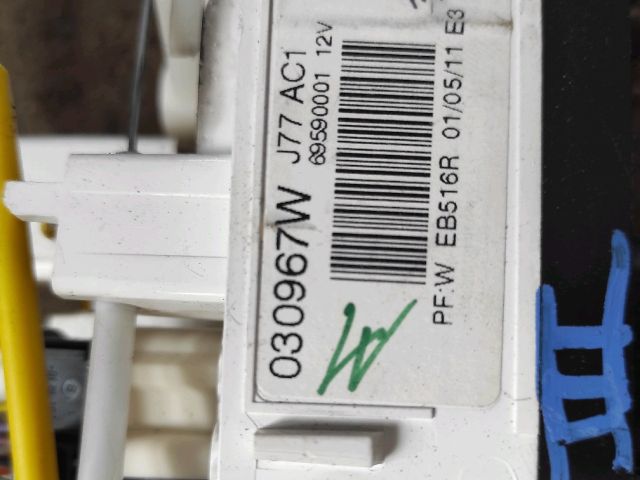 030967W J77 AC1
69590001 12V
PF:W EB516R 01/05/11 E3